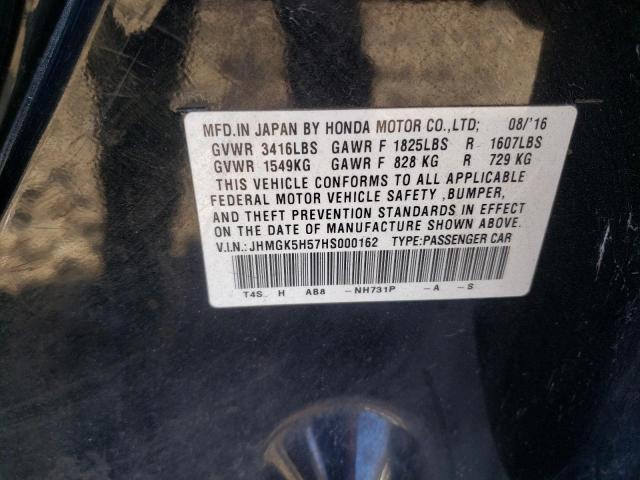 MFD.IN JAPAN BY HONDA MOTOR CO.,LTD; 08/'16
GVWR 3416LBS GAWR F 1825LBS R 1607LBS
GVWR 1549KG GAWR F 828 KG R 729 KG
THIS VEHICLE CONFORMS TO ALL APPLICABLE
FEDERAL MOTOR VEHICLE SAFETY ,BUMPER,
AND THEFT PREVENTION STANDARDS IN EFFECT
ON THE DATE OF MANUFACTURE SHOWN ABOVE.
V.I.N.:JHMGK5H57HS000162 TYPE:PASSENGER CAR
T4S H AB8 -NH731P -A -S